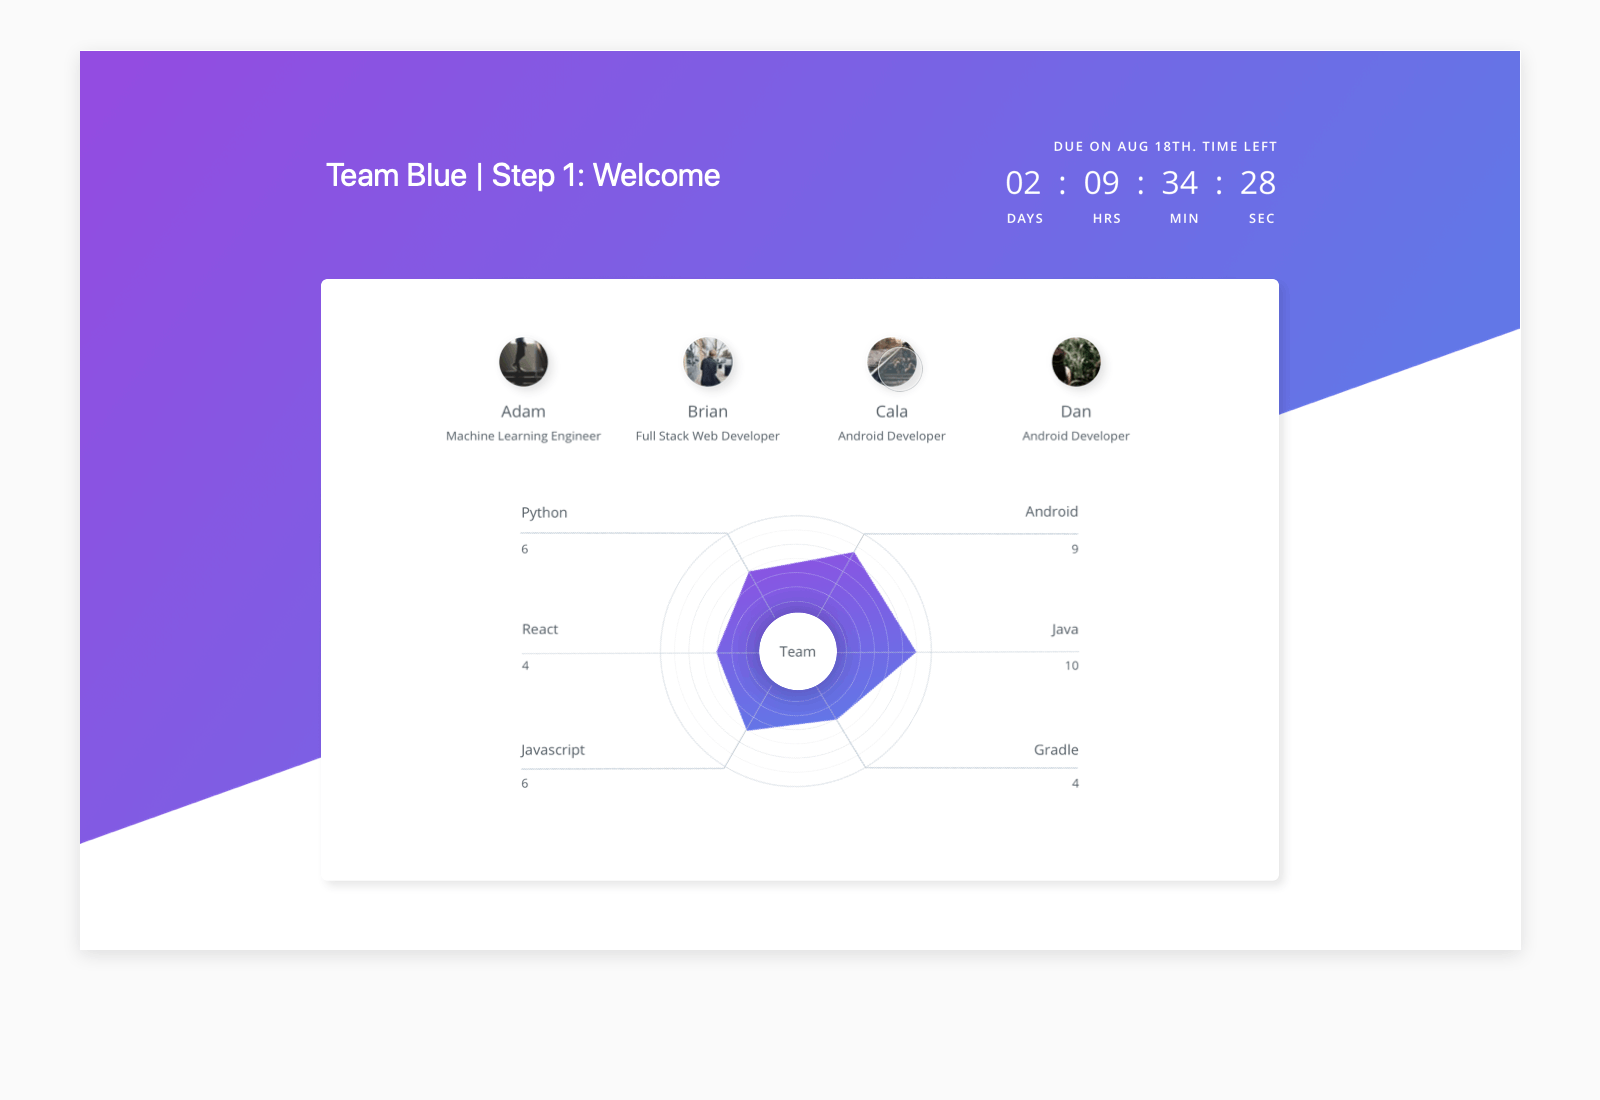 Team Blue | Step 1: Welcome
DUE ON AUG 18TH. TIME LEFT
02 : 09 : 34 : 28
DAYS HRS MIN SEC
Adam Brian Cala Dan
Machine Learning Engineer Full Stack Web Developer Android Developer Android Developer
Python Android
6 9
React Java
Team
4 10
Javascript Gradle
6 4